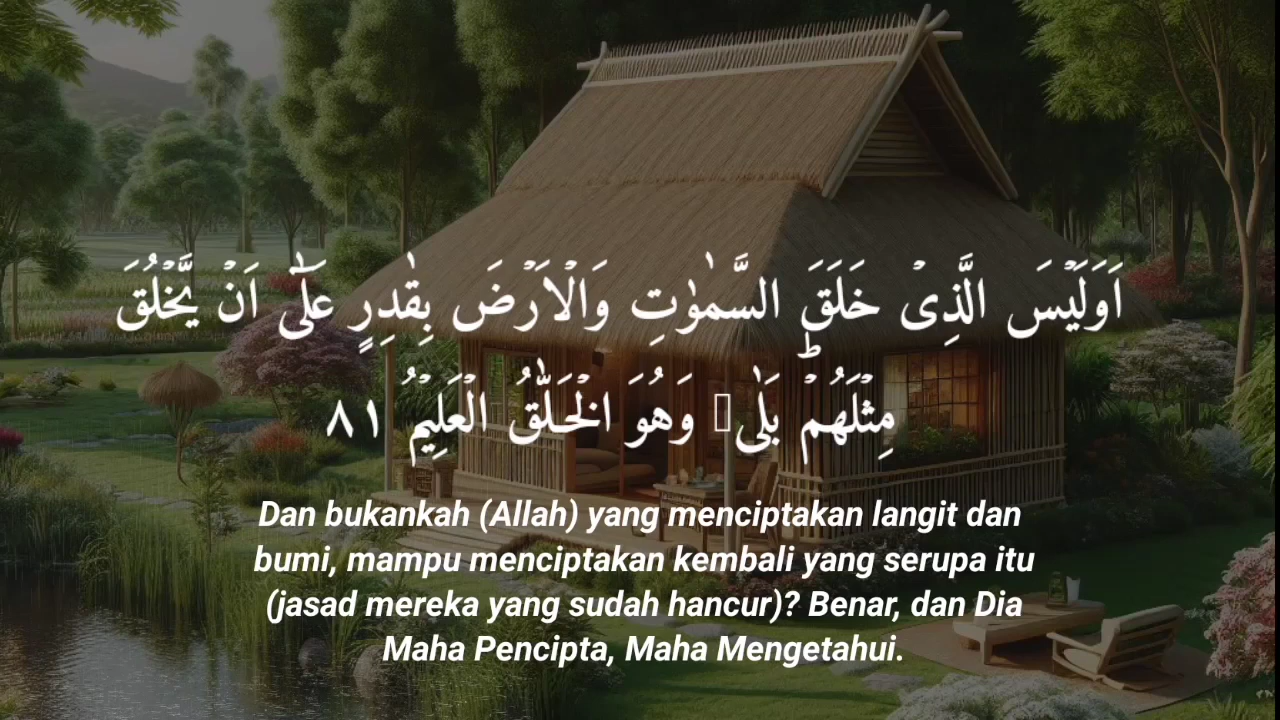 اَوَلَيْسَ الَّذِيْ خَلَقَ السَّمٰوٰتِ وَالْاَرْضَ بِقٰدِرٍ عَلٰٓى اَنْ يَّخْلُقَ
مِثْلَهُمْ ۗ بَلٰى وَهُوَ الْخَلّٰقُ الْعَلِيْمُ ٨١
Dan bukankah (Allah) yang menciptakan langit dan
bumi, mampu menciptakan kembali yang serupa itu
(jasad mereka yang sudah hancur)? Benar, dan Dia
Maha Pencipta, Maha Mengetahui.